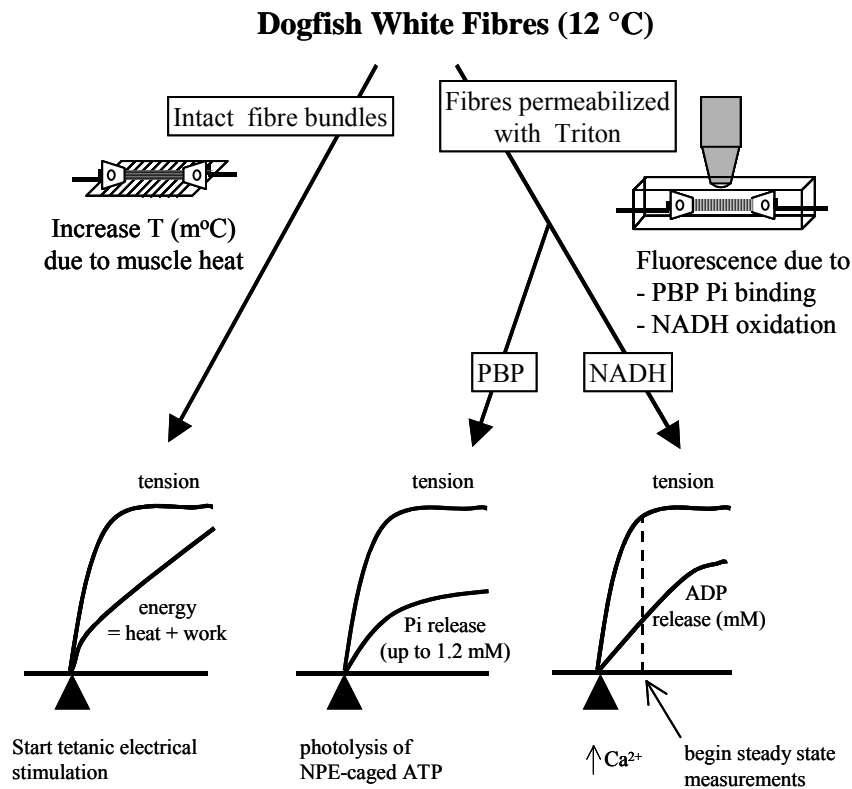 Dogfish White Fibres (12 °C)
Intact fibre bundles
Fibres permeabilized
with Triton
Increase T (mºC)
due to muscle heat
Fluorescence due to
- PBP Pi binding
- NADH oxidation
PBP
NADH
tension
energy
= heat + work
Start tetanic electrical
stimulation
tension
Pi release
(up to 1.2 mM)
photolysis of
NPE-caged ATP
tension
ADP
release (mM)
↑Ca²⁺
begin steady state
measurements